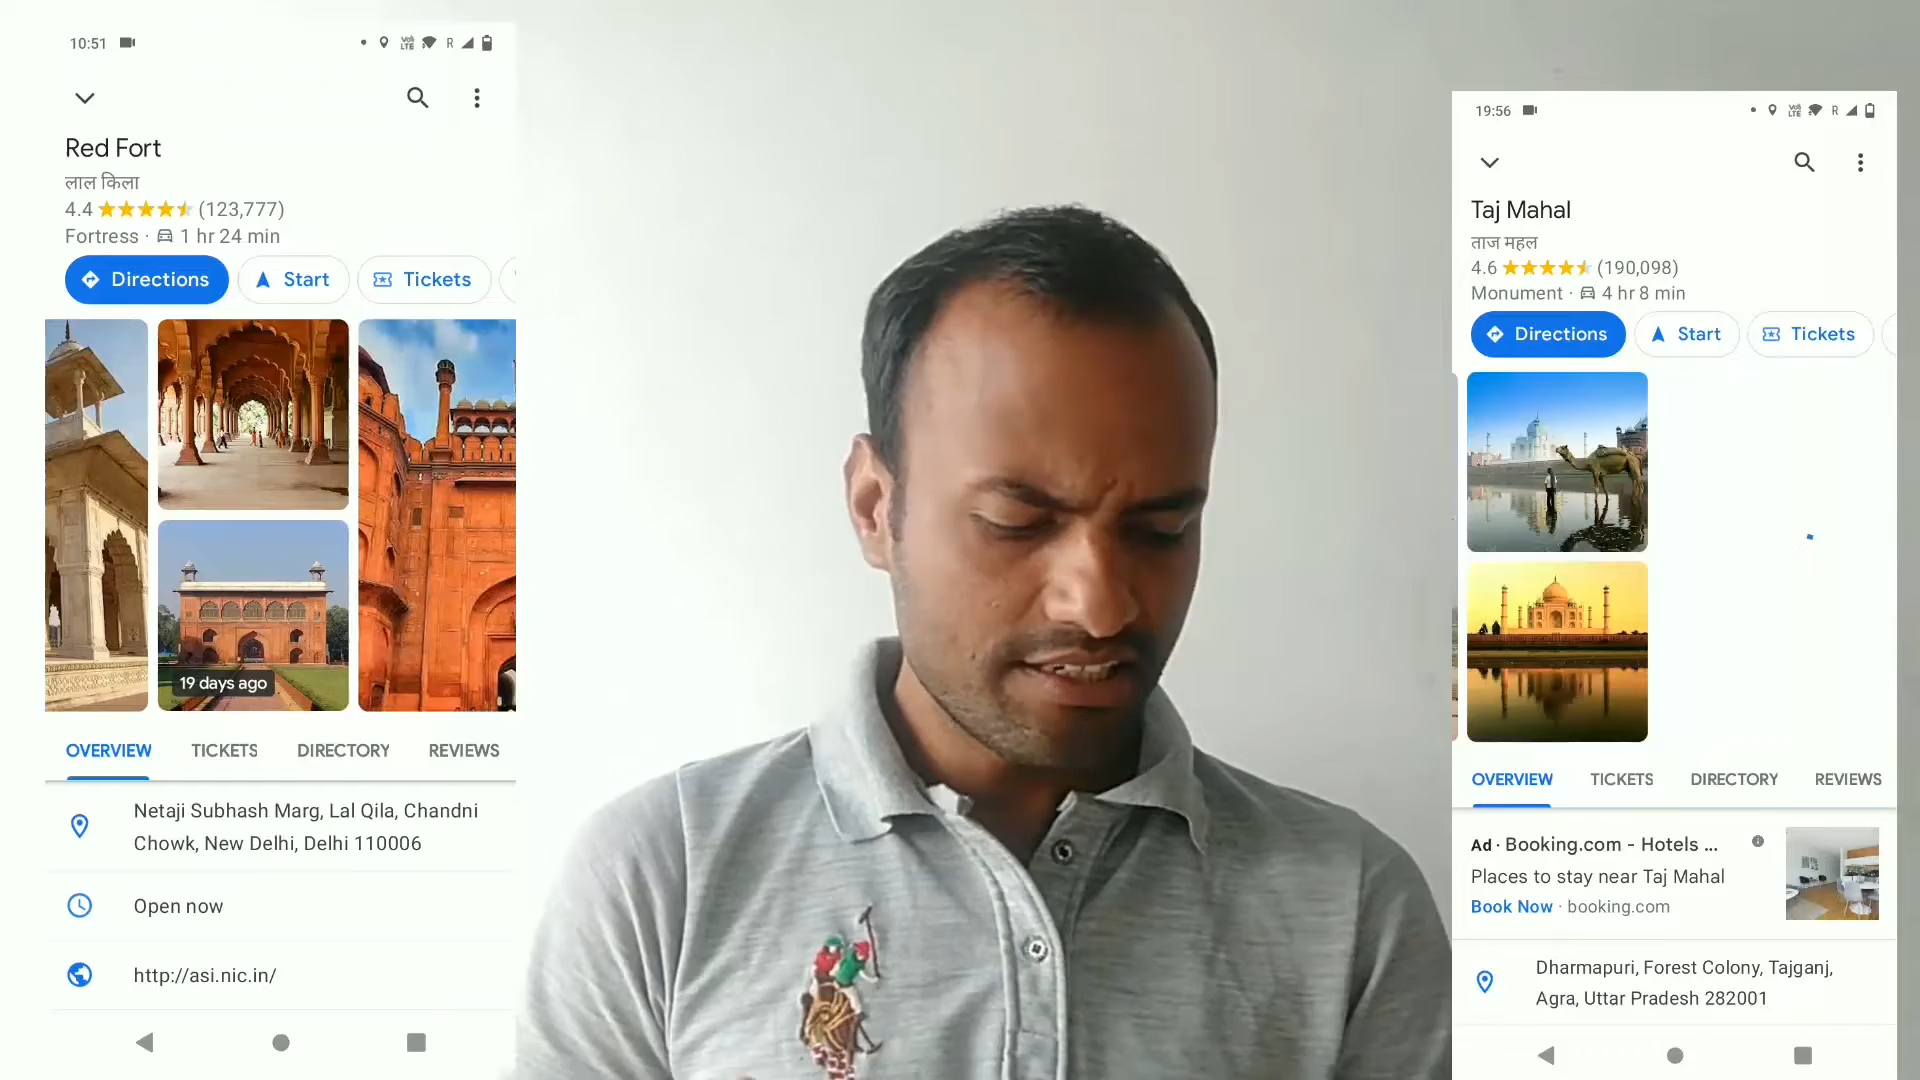 10:51
VoLTE R
Red Fort
लाल किला
4.4 (123,777)
Fortress · 1 hr 24 min
Directions Start Tickets
19 days ago
OVERVIEW TICKETS DIRECTORY REVIEWS
Netaji Subhash Marg, Lal Qila, Chandni
Chowk, New Delhi, Delhi 110006
Open now
http://asi.nic.in/
19:56
VoLTE R
Taj Mahal
ताज महल
4.6 (190,098)
Monument · 4 hr 8 min
Directions Start Tickets
OVERVIEW TICKETS DIRECTORY REVIEWS
Ad · Booking.com - Hotels ...
Places to stay near Taj Mahal
Book Now · booking.com
Dharmapuri, Forest Colony, Tajganj,
Agra, Uttar Pradesh 282001